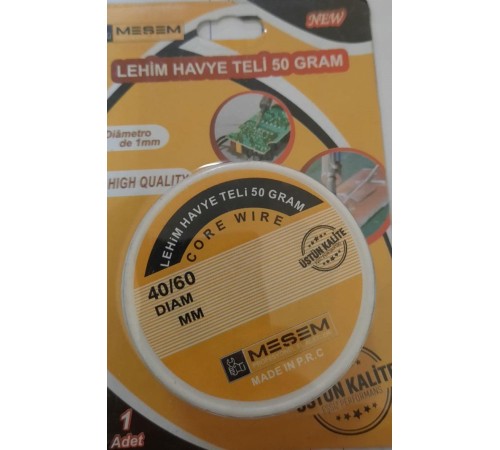 MESEM
NEW
LEHİM HAVYE TELİ 50 GRAM
Diâmetro
de 1mm
HIGH QUALITY
LEHİM HAVYE TELİ 50 GRAM
CORE WIRE
40/60
DIAM
MM
ÜSTÜN KALİTE
MESEM
MADE IN P.R.C
ÜSTÜN KALİTE
1
Adet